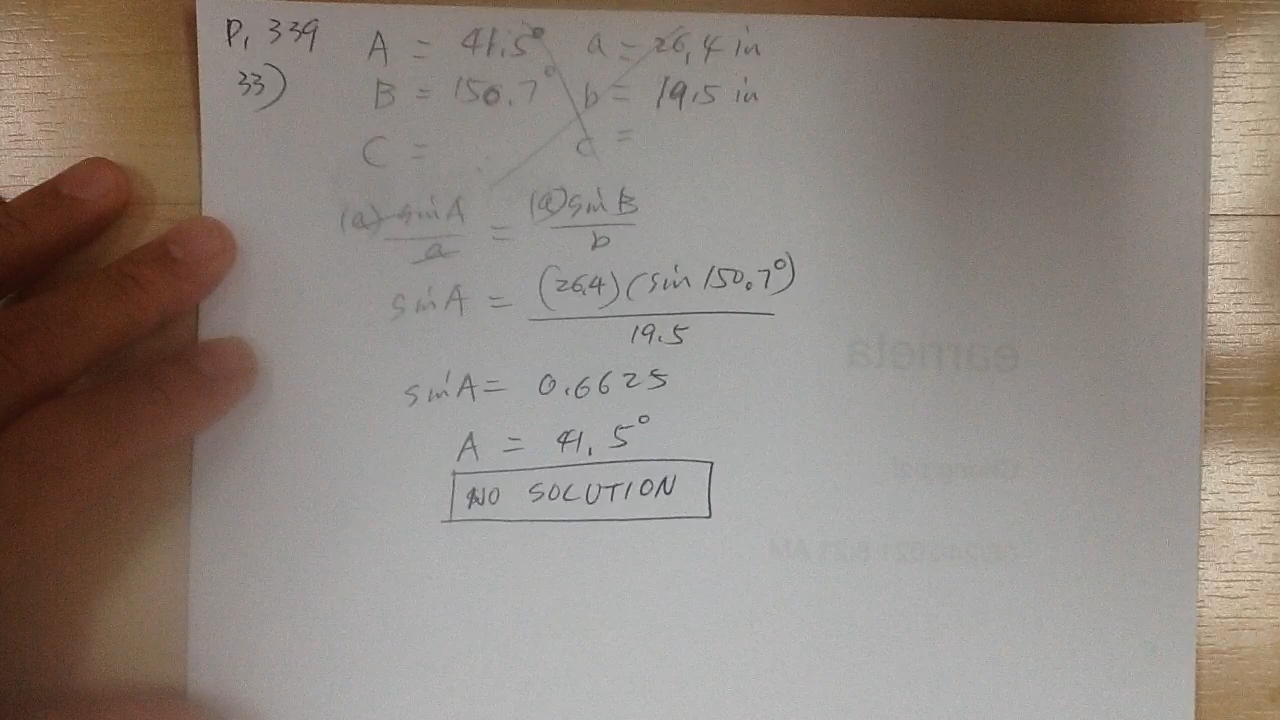 P. 339 A = 41.5° a = 26.4 in
33) B = 150.7° b = 19.5 in
C = c =
(a) sin A / a = (a) sin B / b
sin A = (26.4)(sin 150.7°) / 19.5
sin A = 0.6625
A = 41.5°
NO SOLUTION